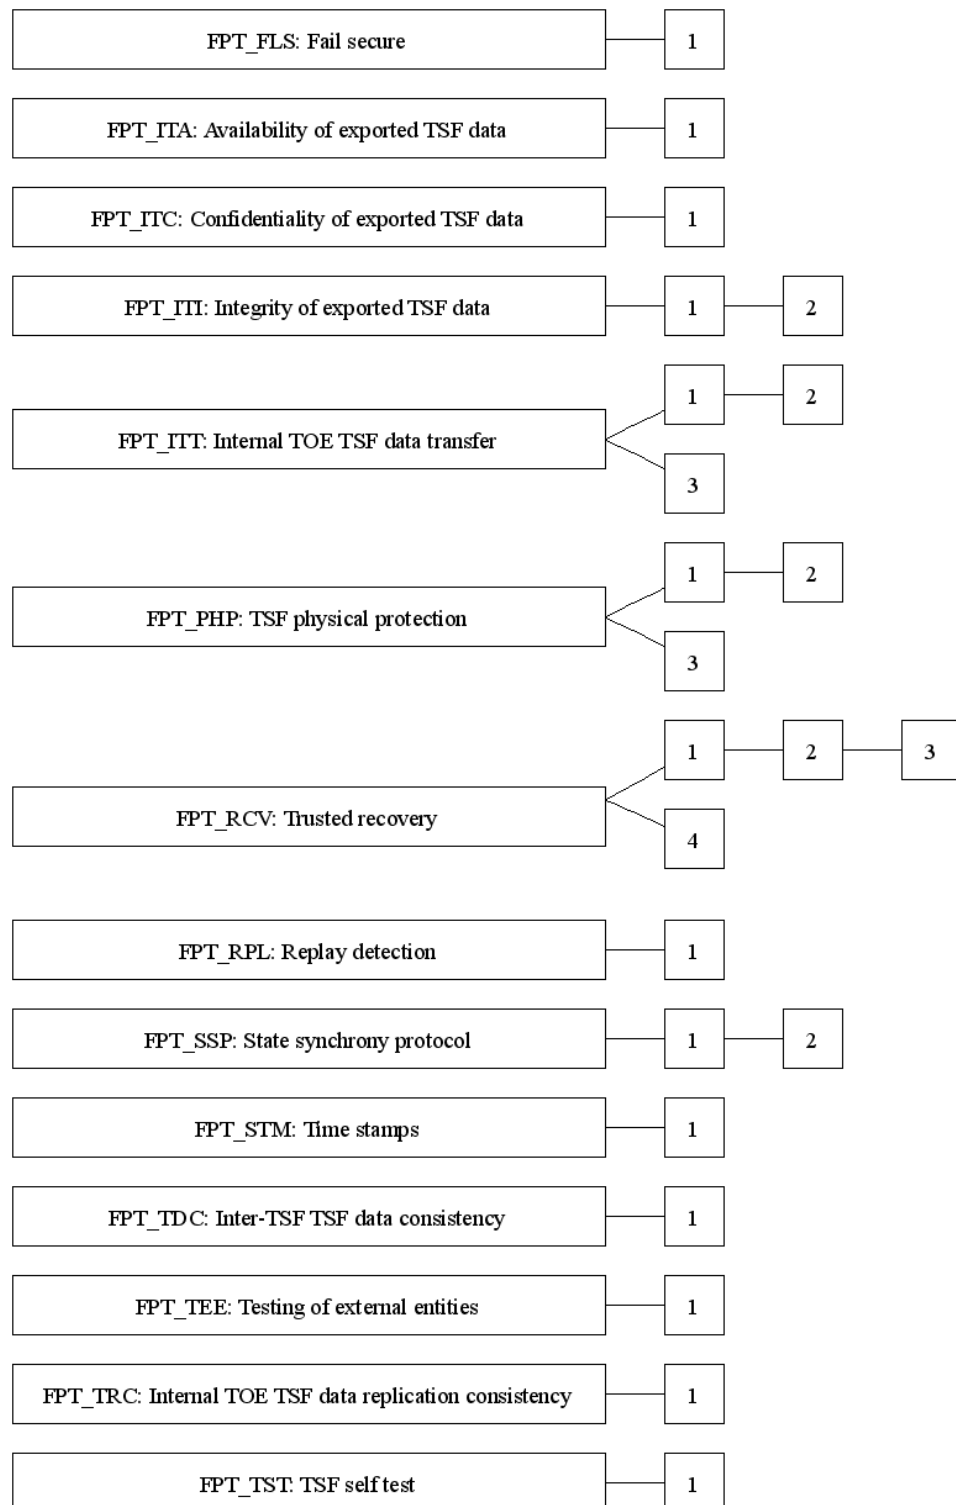 FPT_FLS: Fail secure 1
FPT_ITA: Availability of exported TSF data 1
FPT_ITC: Confidentiality of exported TSF data 1
FPT_ITI: Integrity of exported TSF data 1 2
1 2
FPT_ITT: Internal TOE TSF data transfer
3
1 2
FPT_PHP: TSF physical protection
3
1 2 3
FPT_RCV: Trusted recovery
4
FPT_RPL: Replay detection 1
FPT_SSP: State synchrony protocol 1 2
FPT_STM: Time stamps 1
FPT_TDC: Inter-TSF TSF data consistency 1
FPT_TEE: Testing of external entities 1
FPT_TRC: Internal TOE TSF data replication consistency 1
FPT_TST: TSF self test 1